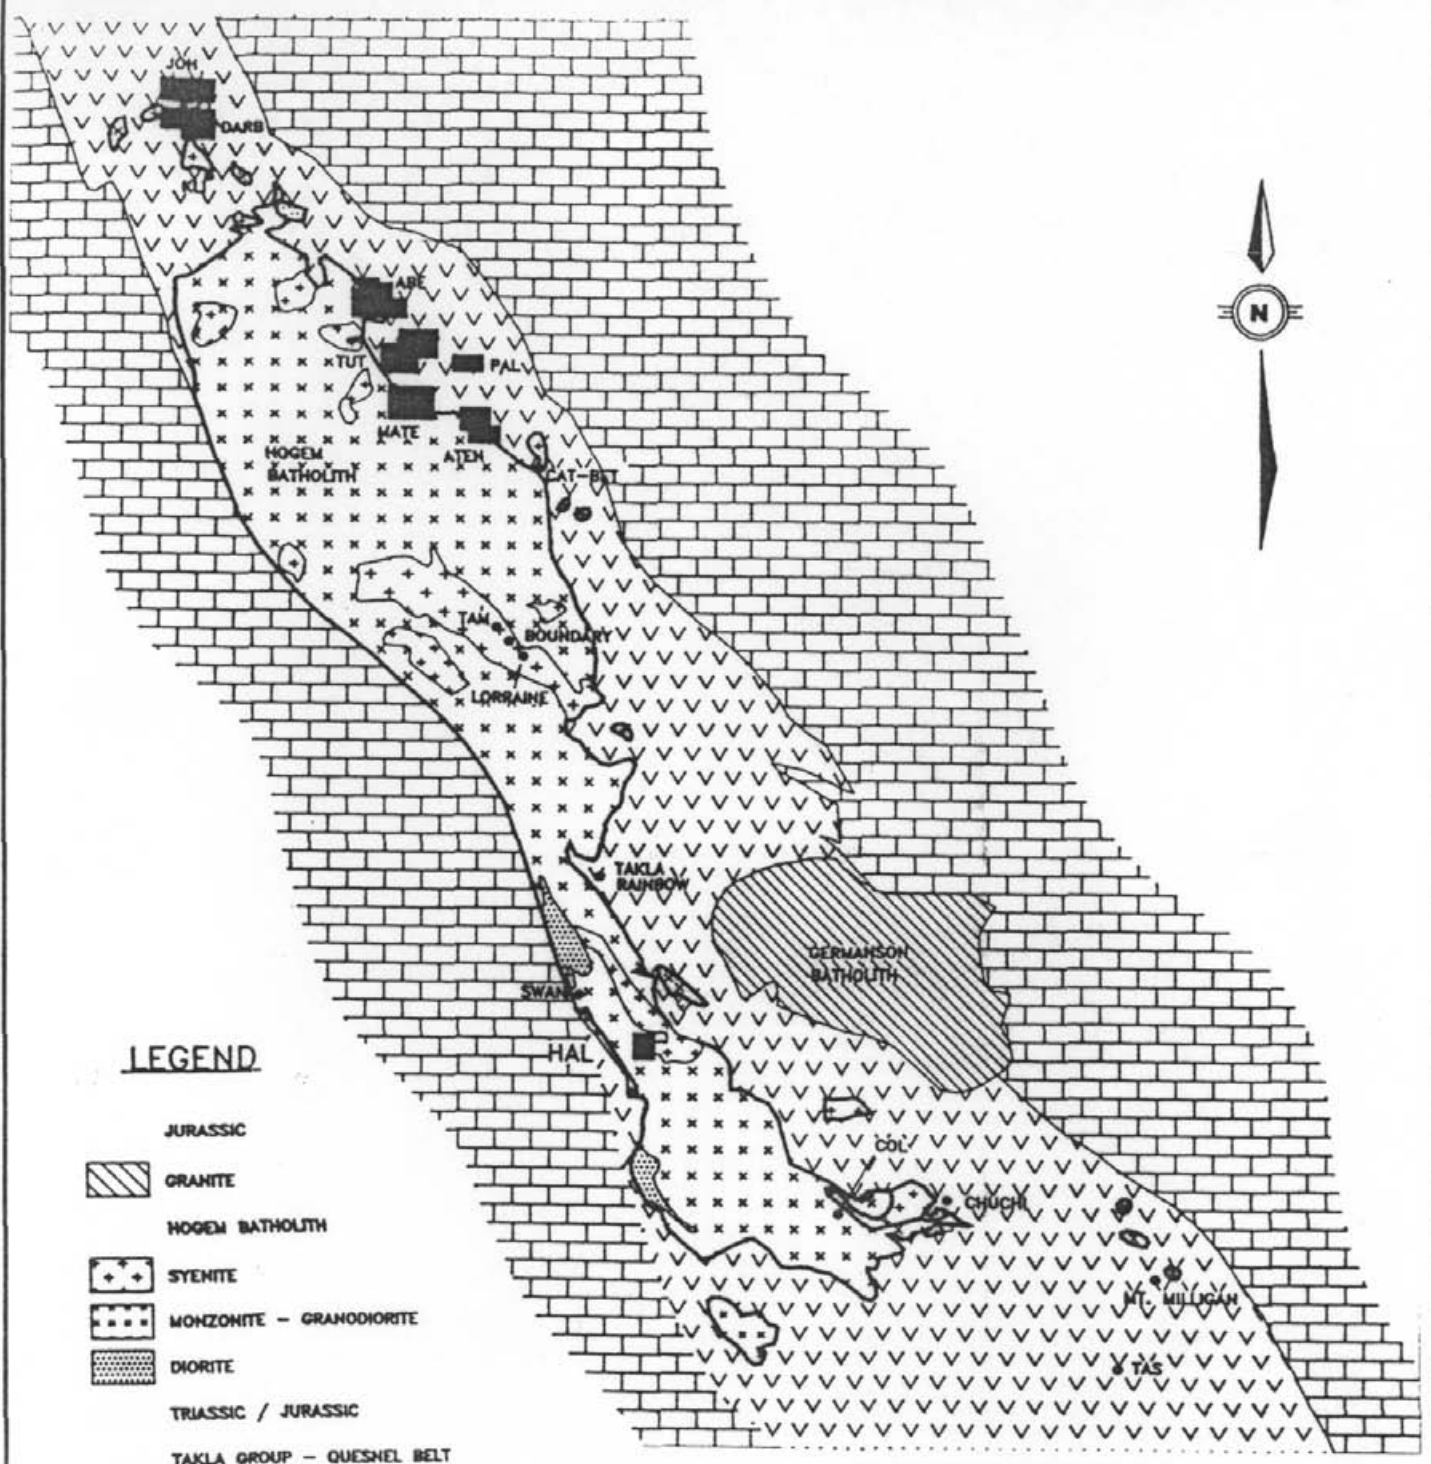 JOH
DARB
ABE
TUT
PAL
MATE
ATEN
HOGEM
BATHOLITH
CAT-BET
N
TAM
BOUNDARY
LORRAINE
TAKLA
RAINBOW
GERMANSON
BATHOLITH
SWAN
HAL
COL
CHUCHI
MT. MILLIGAN
TAS
LEGEND
JURASSIC
GRANITE
HOGEM BATHOLITH
SYENITE
MONZONITE - GRANODIORITE
DIORITE
TRIASSIC / JURASSIC
TAKLA GROUP - QUESNEL BELT